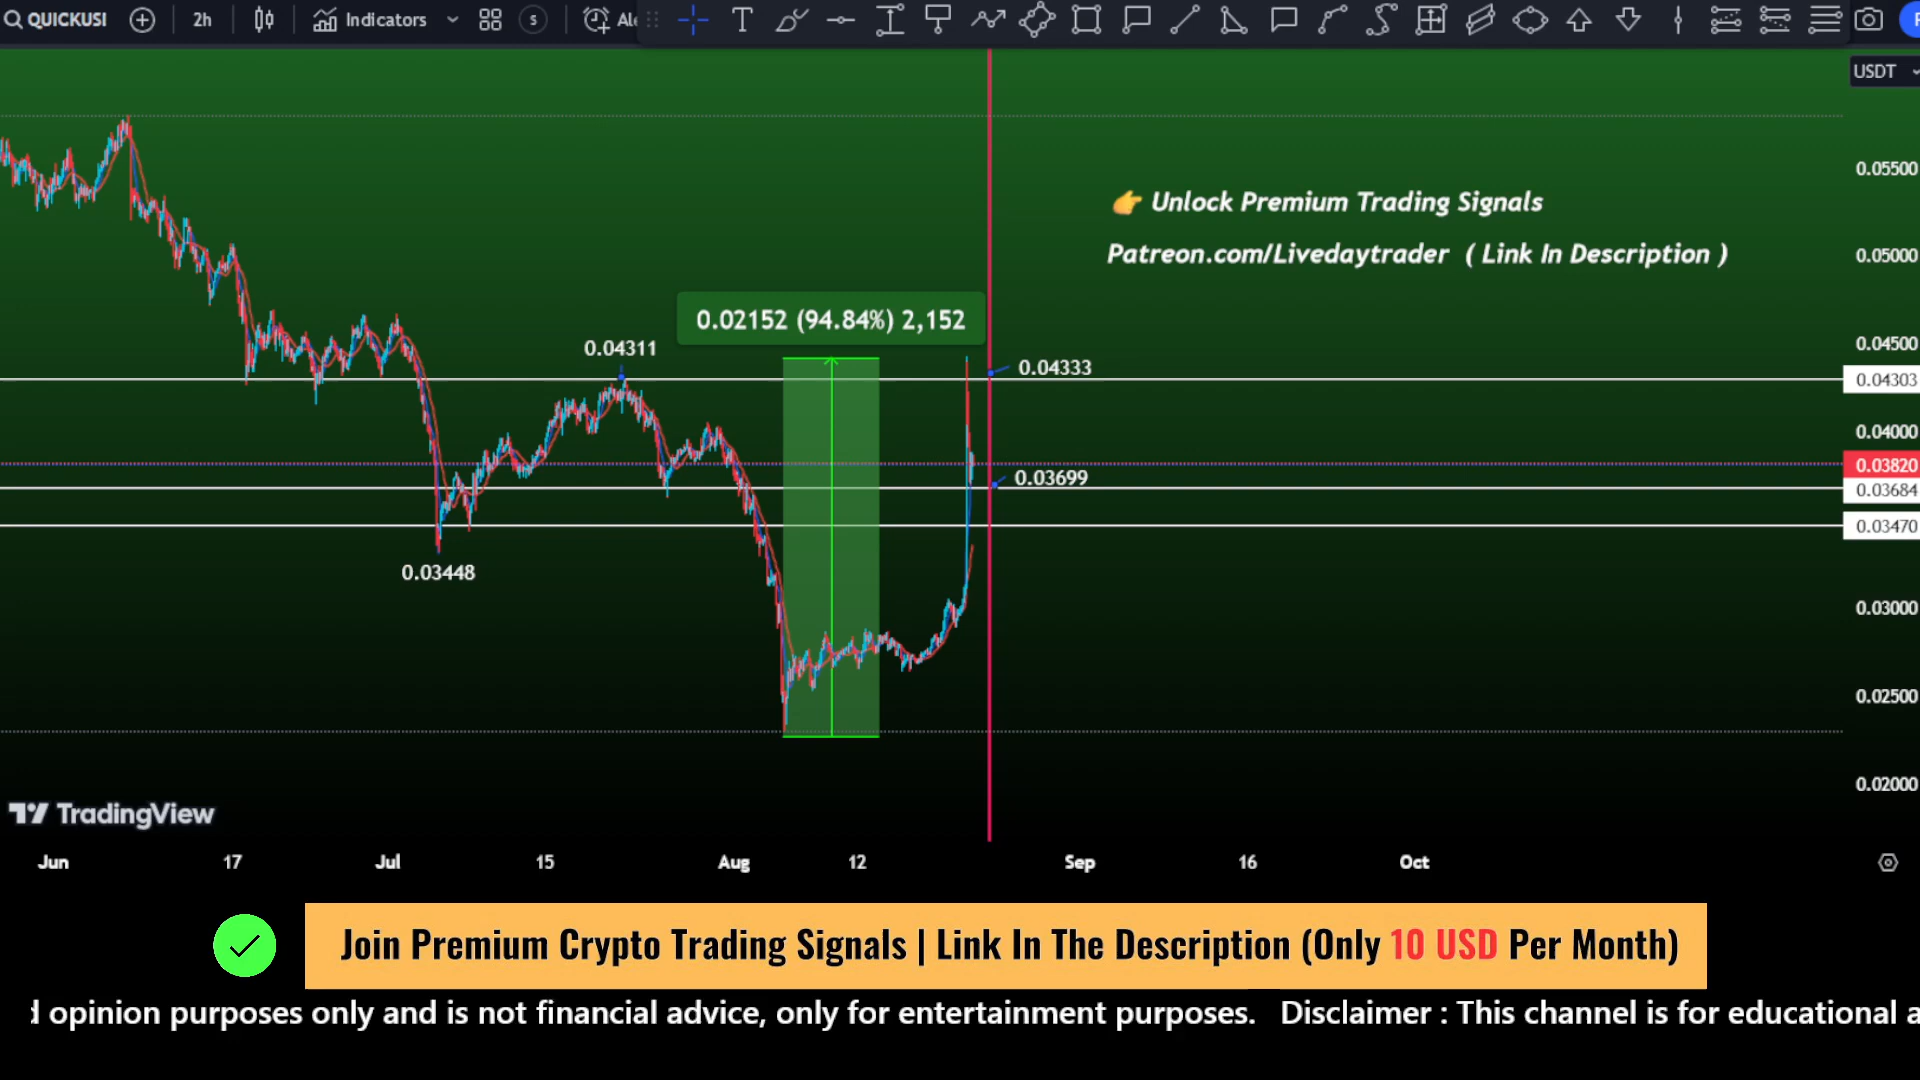 QUICKUSI
2h
Indicators
S
Al
USDT
👉 Unlock Premium Trading Signals
Patreon.com/Livedaytrader ( Link In Description )
0.05500
0.05000
0.04500
0.04303
0.04000
0.03820
0.03684
0.03470
0.03000
0.02500
0.02000
0.02152 (94.84%) 2,152
0.04311
0.04333
0.03699
0.03448
TradingView
Jun 17 Jul 15 Aug 12 Sep 16 Oct
Join Premium Crypto Trading Signals | Link In The Description (Only 10 USD Per Month)
d opinion purposes only and is not financial advice, only for entertainment purposes. Disclaimer : This channel is for educational a